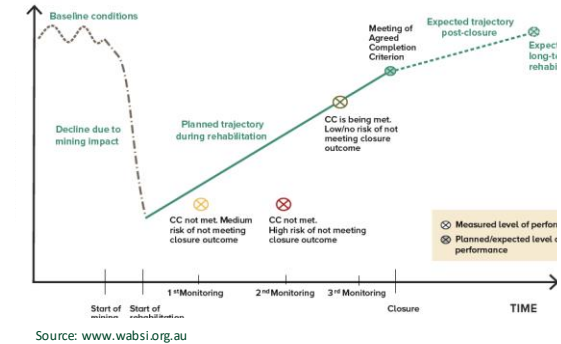 Baseline conditions
Meeting of
Agreed
Completion
Criterion
Expected trajectory
post-closure
Decline due to
mining impact
Planned trajectory
during rehabilitation
CC is being met.
Low/no risk of not
meeting closure
outcome
CC not met. Medium
risk of not meeting
closure outcome
CC not met.
High risk of not meeting
closure outcome
Measured level of
Planned/expected level
performance
1st Monitoring
2nd Monitoring
3rd Monitoring
Start of
Start of
Closure
TIME
Source: www.wabsi.org.au